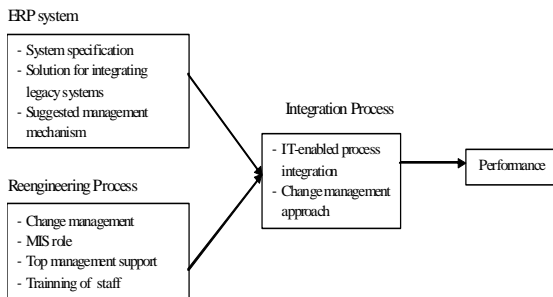 ERP system
- System specification
- Solution for integrating
legacy systems
- Suggested management
mechanism
Integration Process
- IT-enabled process
integration
- Change management
approach
Performance
Reengineering Process
- Change management
- MIS role
- Top management support
- Trainning of staff